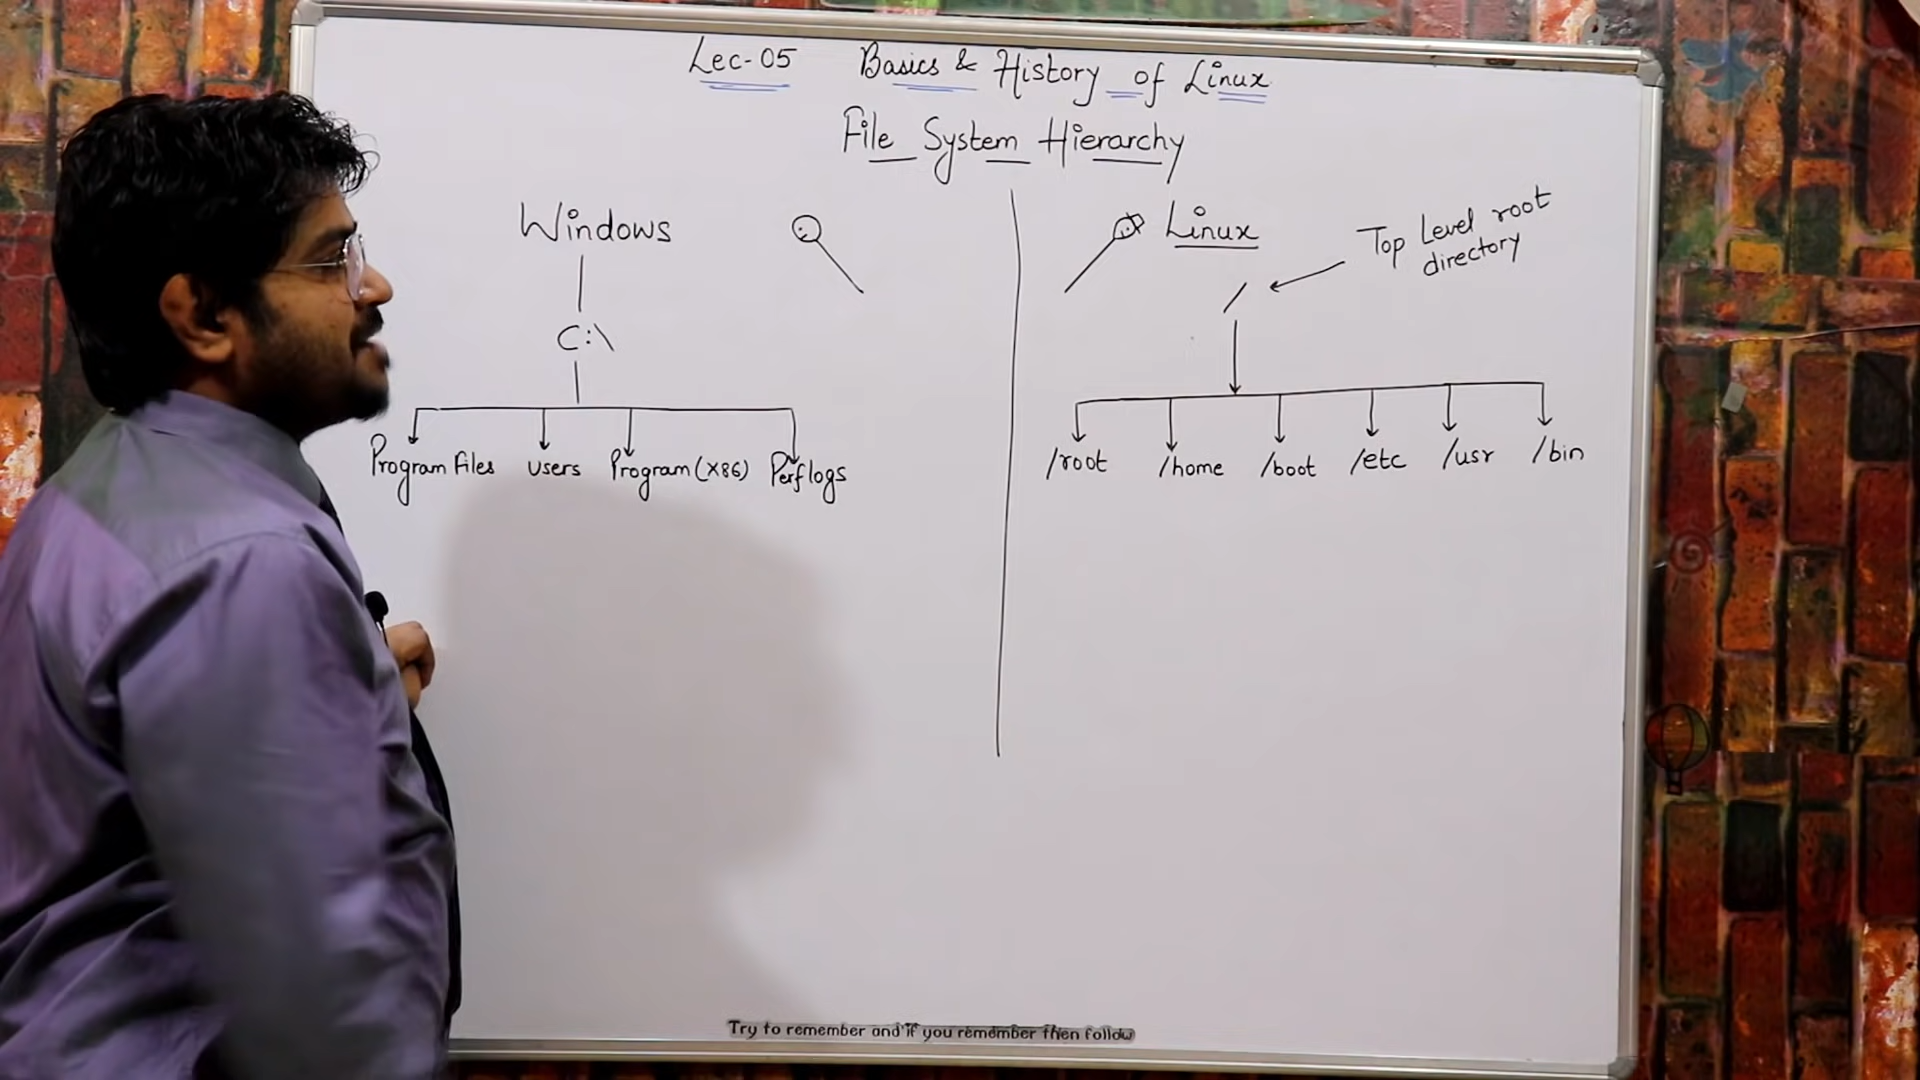 Lec-05 Basics & History of Linux
File System Hierarchy
Windows
C:\
Program Files users Program (X86) Perflogs
Linux
Top Level root
directory
/
/root /home /boot /etc /usr /bin
Try to remember and if you remember then follow